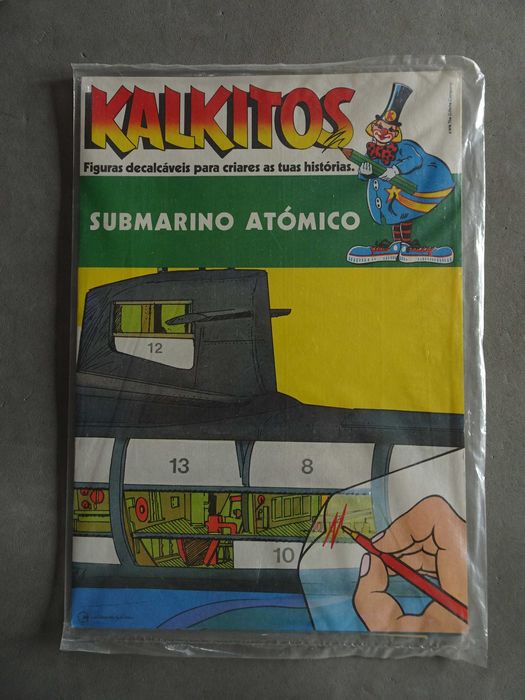 KALKITOS
Figuras decalcáveis para criares as tuas histórias.
SUBMARINO ATÓMICO
K
12
13
8
10